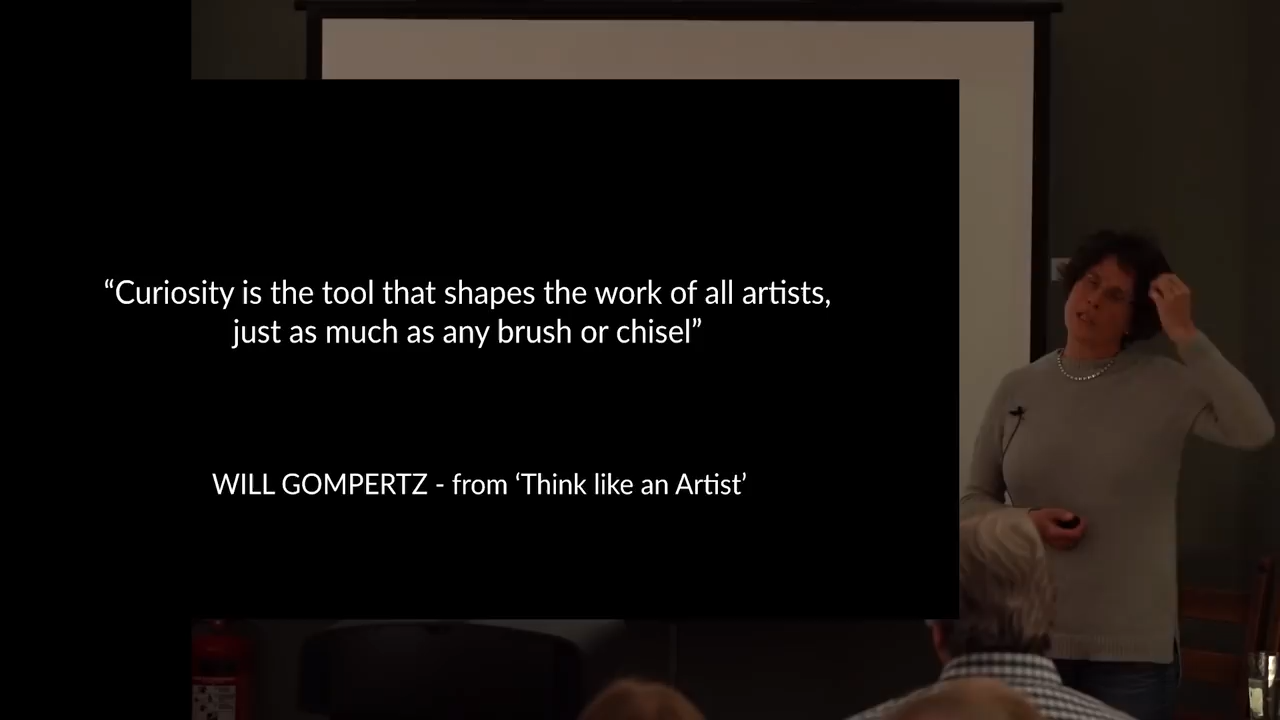 “Curiosity is the tool that shapes the work of all artists,
just as much as any brush or chisel”
WILL GOMPERTZ - from ‘Think like an Artist’